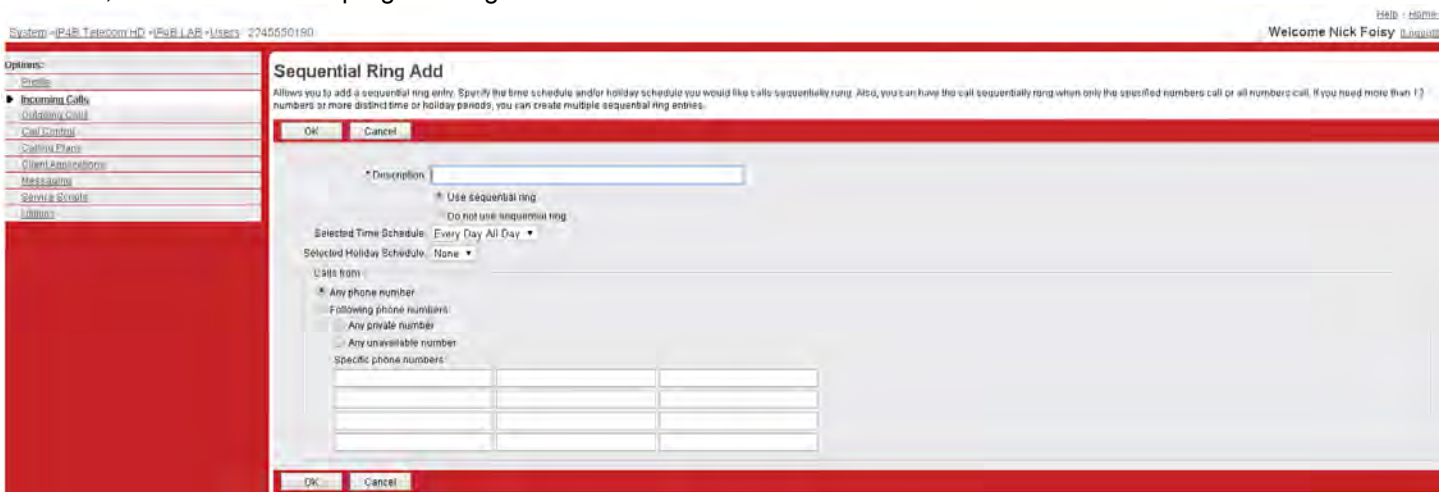 Help - Home
System >IP4B Telecom HD >IP4B LAB >Users : 2745550190
Welcome Nick Foisy [Logout]
Options:
Profile
Incoming Calls
Outgoing Calls
Call Control
Calling Plans
Client Applications
Messaging
Service Scripts
Utilities
Sequential Ring Add
Allows you to add a sequential ring entry. Specify the time schedule and/or holiday schedule you would like calls sequentially rung. Also, you can have the call sequentially rung when only the specified numbers call or all numbers call. If you need more than 12
numbers or more distinct time or holiday periods, you can create multiple sequential ring entries.
OK Cancel
* Description:
Use sequential ring
Do not use sequential ring
Selected Time Schedule: Every Day All Day
Selected Holiday Schedule: None
Calls from
Any phone number
Following phone numbers:
Any private number
Any unavailable number
Specific phone numbers:
OK Cancel